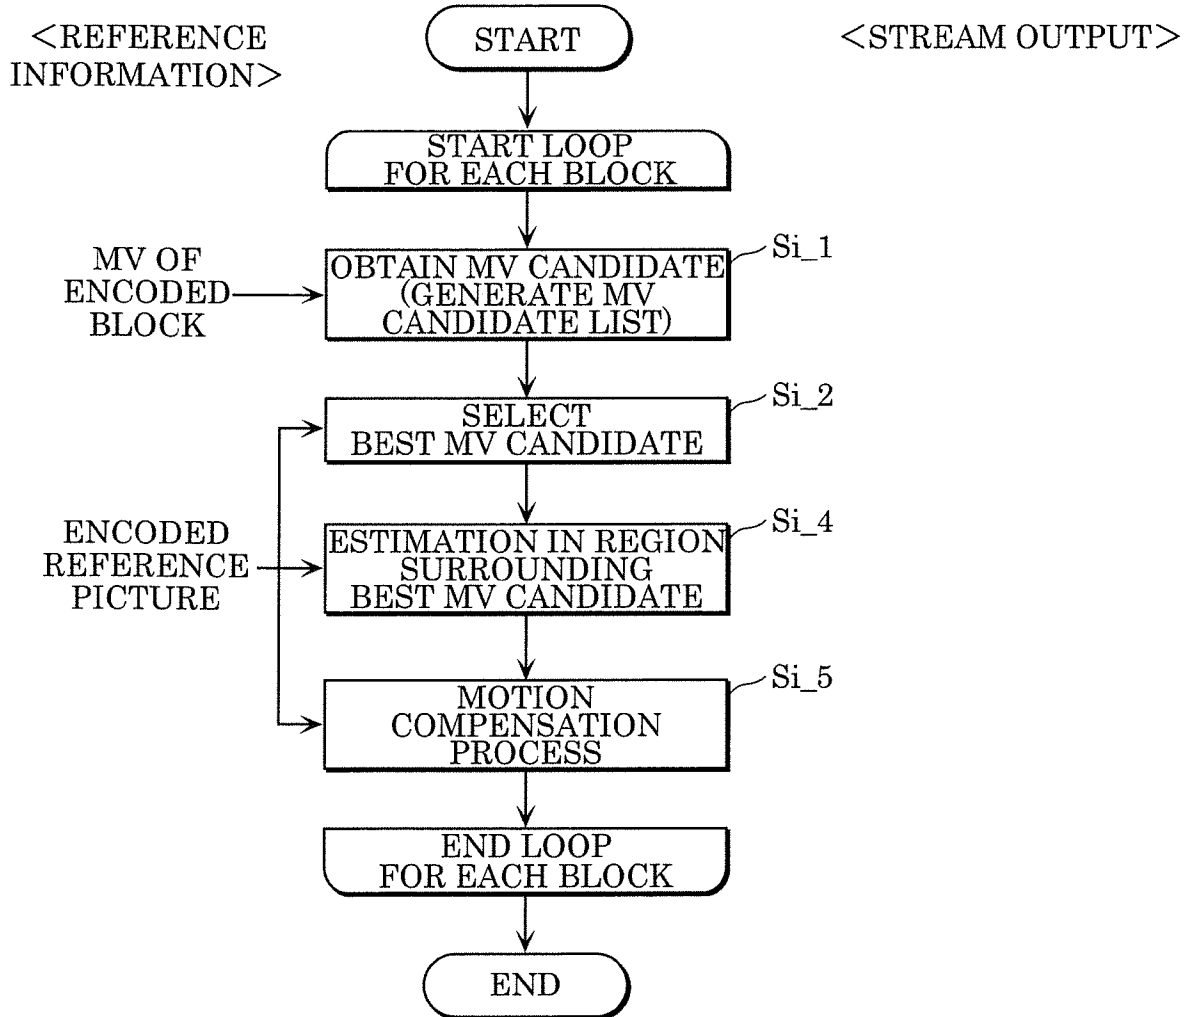 <REFERENCE
INFORMATION>
START
<STREAM OUTPUT>
START LOOP
FOR EACH BLOCK
MV OF
ENCODED
BLOCK
OBTAIN MV CANDIDATE
(GENERATE MV
CANDIDATE LIST)
Si_1
SELECT
BEST MV CANDIDATE
Si_2
ENCODED
REFERENCE
PICTURE
ESTIMATION IN REGION
SURROUNDING
BEST MV CANDIDATE
Si_4
MOTION
COMPENSATION
PROCESS
Si_5
END LOOP
FOR EACH BLOCK
END